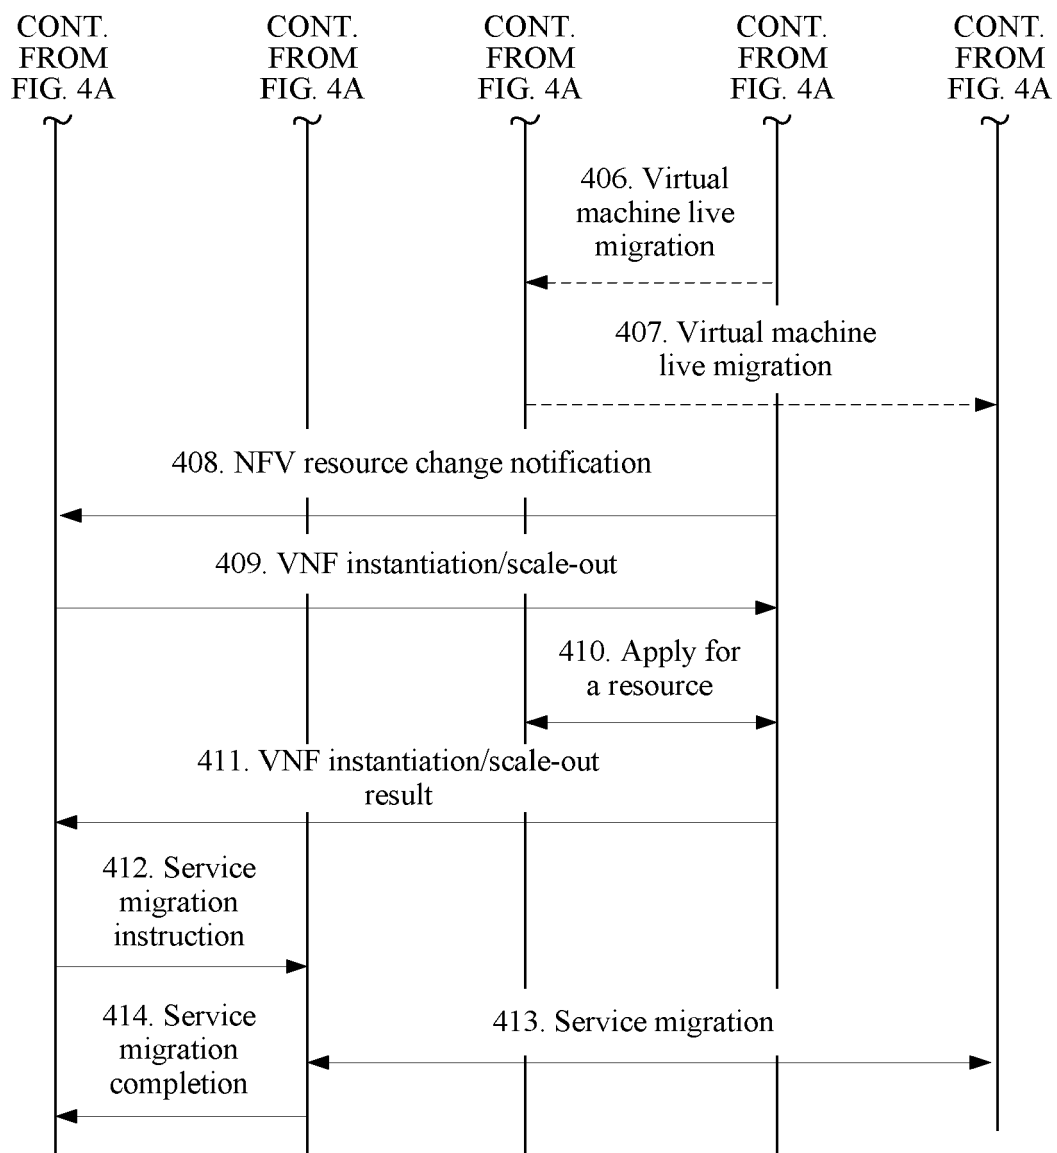 CONT.
FROM
FIG. 4A
CONT.
FROM
FIG. 4A
CONT.
FROM
FIG. 4A
CONT.
FROM
FIG. 4A
CONT.
FROM
FIG. 4A
406. Virtual
machine live
migration
407. Virtual machine
live migration
408. NFV resource change notification
409. VNF instantiation/scale-out
410. Apply for
a resource
411. VNF instantiation/scale-out
result
412. Service
migration
instruction
414. Service
migration
completion
413. Service migration